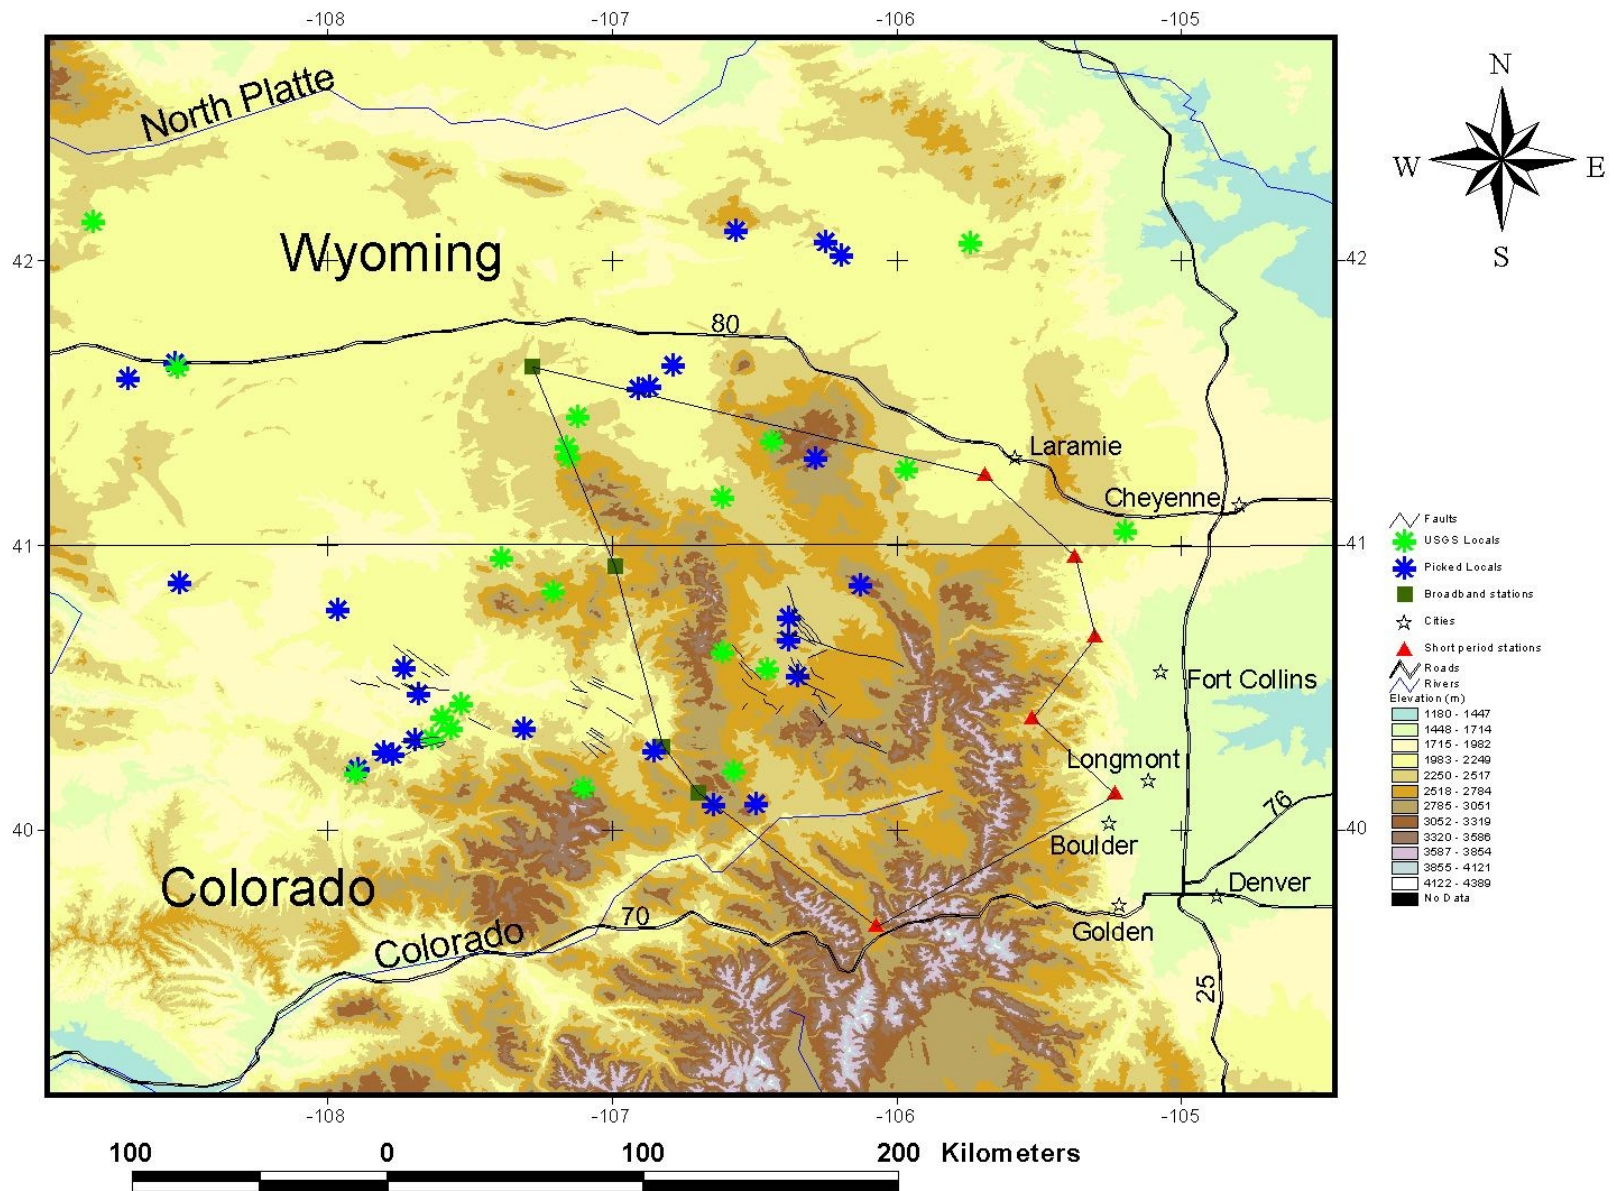 -108 -107 -106 -105
North Platte
N
W E
S
Wyoming
42 42
80
Laramie
Cheyenne
41 41
Fort Collins
Longmont
40 40
76
Boulder
Colorado
Denver
70
Colorado
Golden
25
-108 -107 -106 -105
Faults
USGS Locals
Picked Locals
Broadband stations
Cities
Short period stations
Roads
Rivers
Elevation (m)
1180 - 1447
1448 - 1714
1715 - 1982
1983 - 2249
2250 - 2517
2518 - 2784
2785 - 3051
3052 - 3319
3320 - 3586
3587 - 3854
3855 - 4121
4122 - 4389
No Data
100 0 100 200 Kilometers